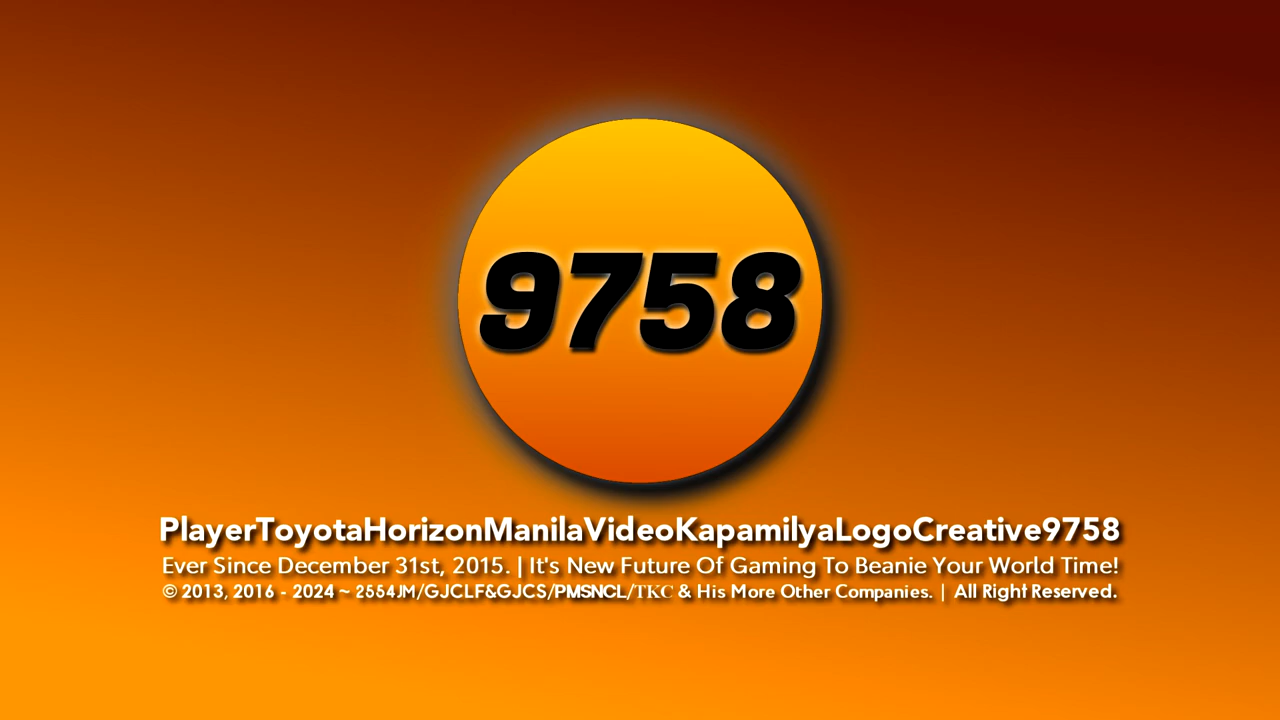 9758
PlayerToyotaHorizonManilaVideoKapamilyaLogoCreative9758
Ever Since December 31st, 2015. | It's New Future Of Gaming To Beanie Your World Time!
© 2013, 2016 - 2024 ~ 2554JM/GJCLF&GJCS/PMSNCL/TKC & His More Other Companies. | All Right Reserved.